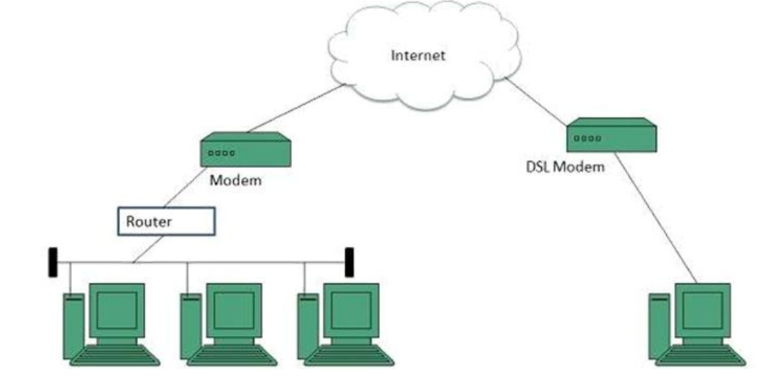 Internet
Modem
DSL Modem
Router